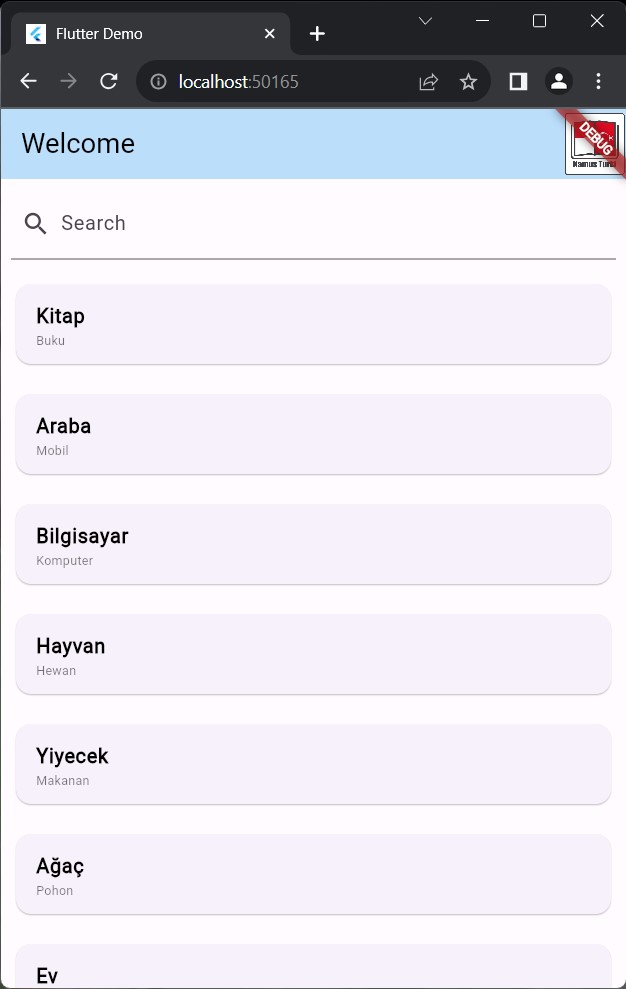 Flutter Demo
localhost:50165
Welcome
DEBUG
Kamus Turki
Search
Kitap
Buku
Araba
Mobil
Bilgisayar
Komputer
Hayvan
Hewan
Yiyecek
Makanan
Ağaç
Pohon
Ev